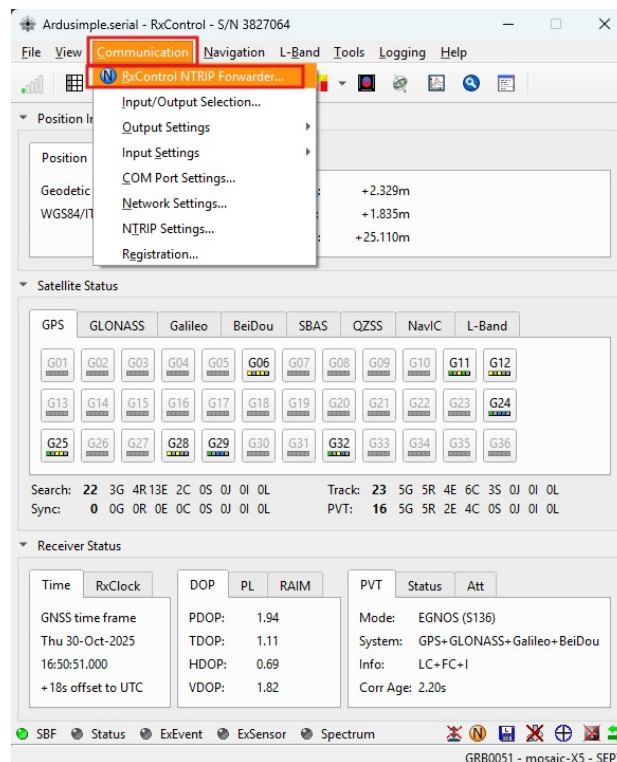 Ardusimple.serial - RxControl - S/N 3827064
File View Communication Navigation L-Band Tools Logging Help
RxControl NTRIP Forwarder...
Input/Output Selection...
Output Settings
Input Settings
COM Port Settings...
Network Settings...
NTRIP Settings...
Registration...
Position
Position
Geodetic +2.329m
WGS84/IT +1.835m
+25.110m
Satellite Status
GPS GLONASS Galileo BeiDou SBAS QZSS NavIC L-Band
G01 G02 G03 G04 G05 G06 G07 G08 G09 G10 G11 G12
G13 G14 G15 G16 G17 G18 G19 G20 G21 G22 G23 G24
G25 G26 G27 G28 G29 G30 G31 G32 G33 G34 G35 G36
Search: 22 3G 4R 13E 2C 0S 0J 0I 0L Track: 23 5G 5R 4E 6C 3S 0J 0I 0L
Sync: 0 0G 0R 0E 0C 0S 0J 0I 0L PVT: 16 5G 5R 2E 4C 0S 0J 0I 0L
Receiver Status
Time RxClock DOP PL RAIM PVT Status Att
GNSS time frame PDOP: 1.94 Mode: EGNOS (S136)
Thu 30-Oct-2025 TDOP: 1.11 System: GPS+GLONASS+Galileo+BeiDou
16:50:51.000 HDOP: 0.69 Info: LC+FC+I
+18s offset to UTC VDOP: 1.82 Corr Age: 2.20s
SBF Status ExEvent ExSensor Spectrum
GRB0051 - mosaic-X5 - SEP